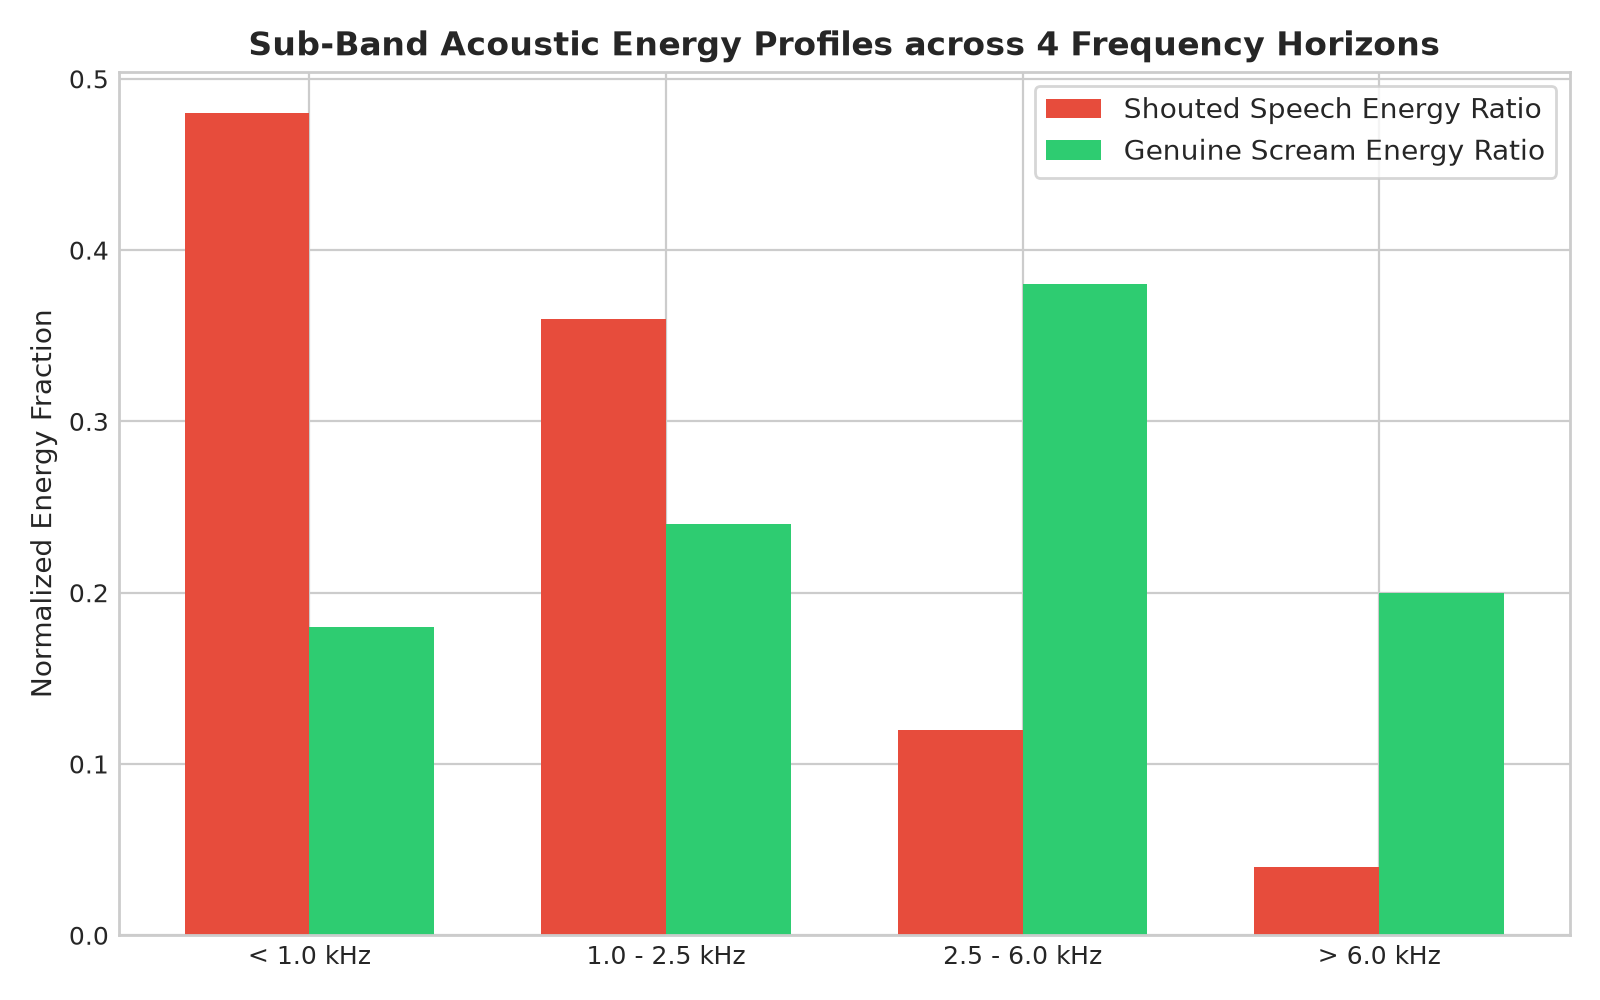 Sub-Band Acoustic Energy Profiles across 4 Frequency Horizons
Shouted Speech Energy Ratio
Genuine Scream Energy Ratio
Normalized Energy Fraction
0.5
0.4
0.3
0.2
0.1
0.0
< 1.0 kHz
1.0 - 2.5 kHz
2.5 - 6.0 kHz
> 6.0 kHz